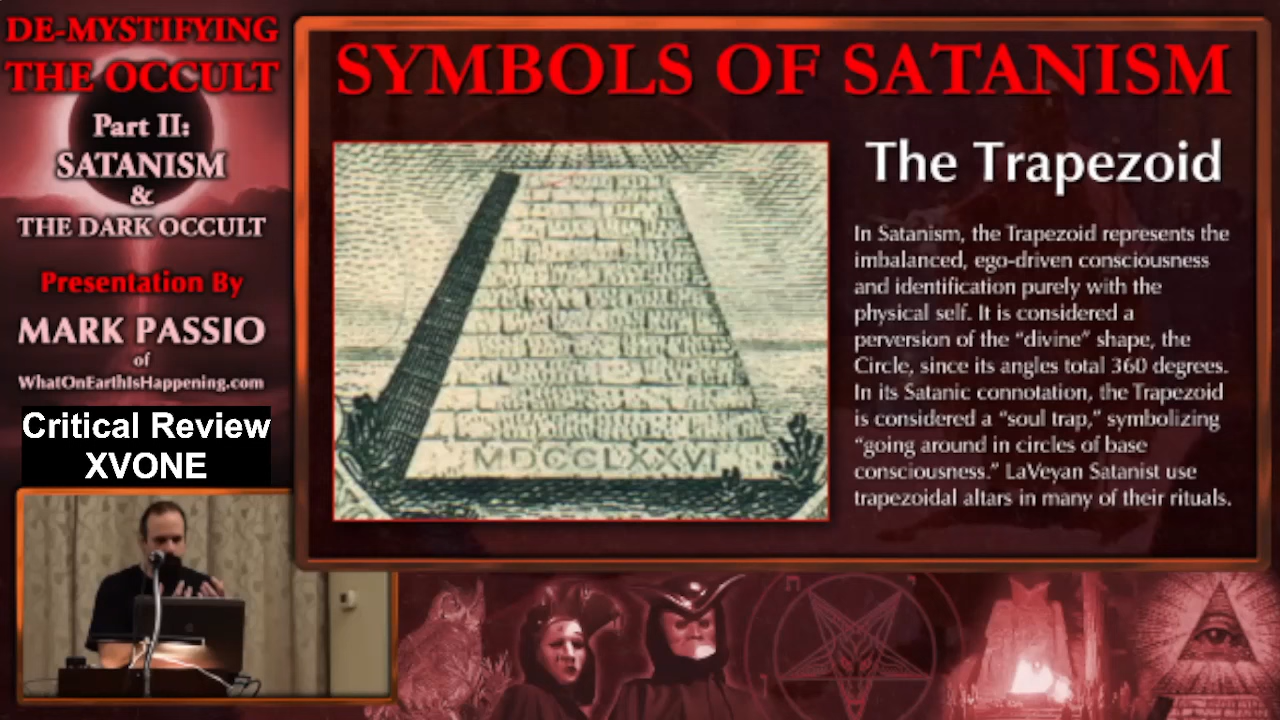 DE-MYSTIFYING
THE OCCULT
Part II:
SATANISM
&
THE DARK OCCULT
Presentation By
MARK PASSIO
of
WhatOnEarthIsHappening.com
Critical Review
XVONE
SYMBOLS OF SATANISM
The Trapezoid
In Satanism, the Trapezoid represents the
imbalanced, ego-driven consciousness
and identification purely with the
physical self. It is considered a
perversion of the “divine” shape, the
Circle, since its angles total 360 degrees.
In its Satanic connotation, the Trapezoid
is considered a “soul trap,” symbolizing
“going around in circles of base
consciousness.” LaVeyan Satanist use
trapezoidal altars in many of their rituals.
MDCCLXXVI